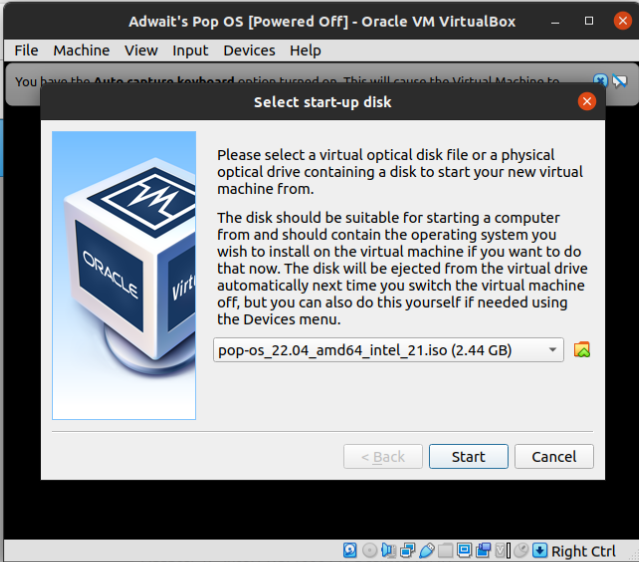 Adwait's Pop OS [Powered Off] - Oracle VM VirtualBox
File Machine View Input Devices Help
You have the Auto capture keyboard option turned on. This will cause the Virtual Machine to
Select start-up disk
Please select a virtual optical disk file or a physical
optical drive containing a disk to start your new virtual
machine from.
The disk should be suitable for starting a computer
from and should contain the operating system you
wish to install on the virtual machine if you want to do
that now. The disk will be ejected from the virtual drive
automatically next time you switch the virtual machine
off, but you can also do this yourself if needed using
the Devices menu.
ORACLE
Virt
pop-os_22.04_amd64_intel_21.iso (2.44 GB)
< Back Start Cancel
Right Ctrl